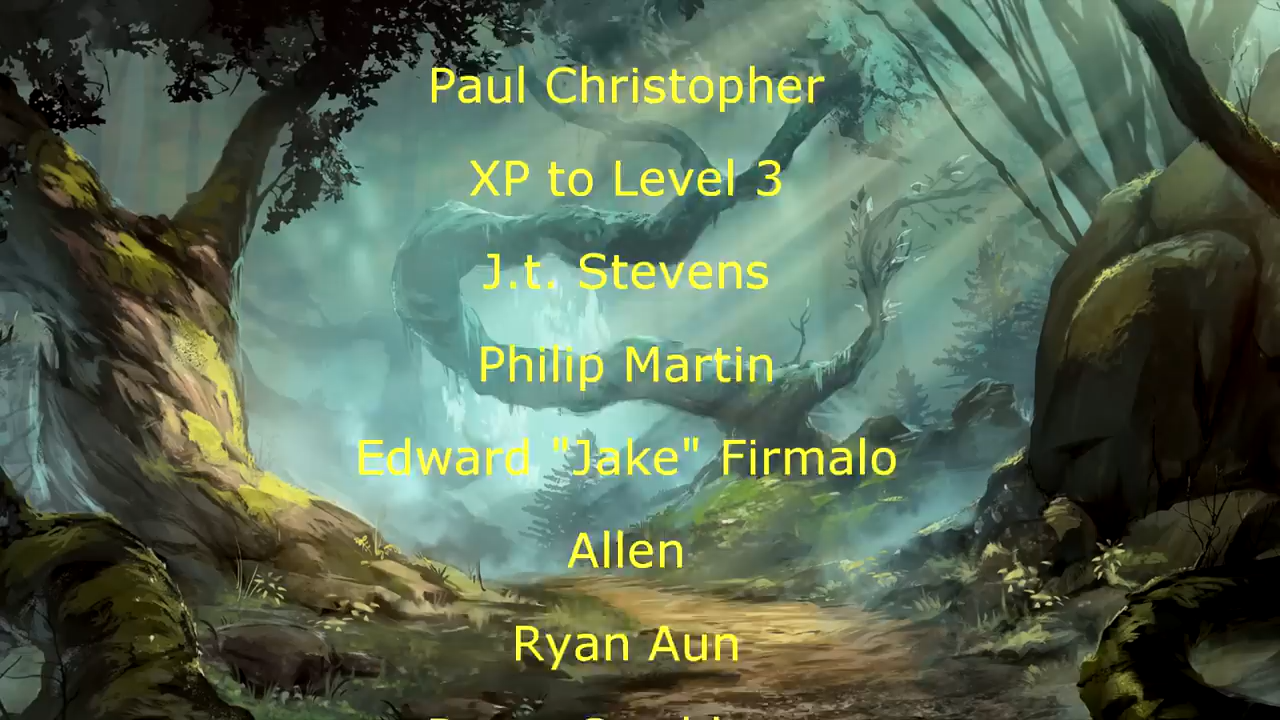 Paul Christopher
XP to Level 3
J.t. Stevens
Philip Martin
Edward "Jake" Firmalo
Allen
Ryan Aun